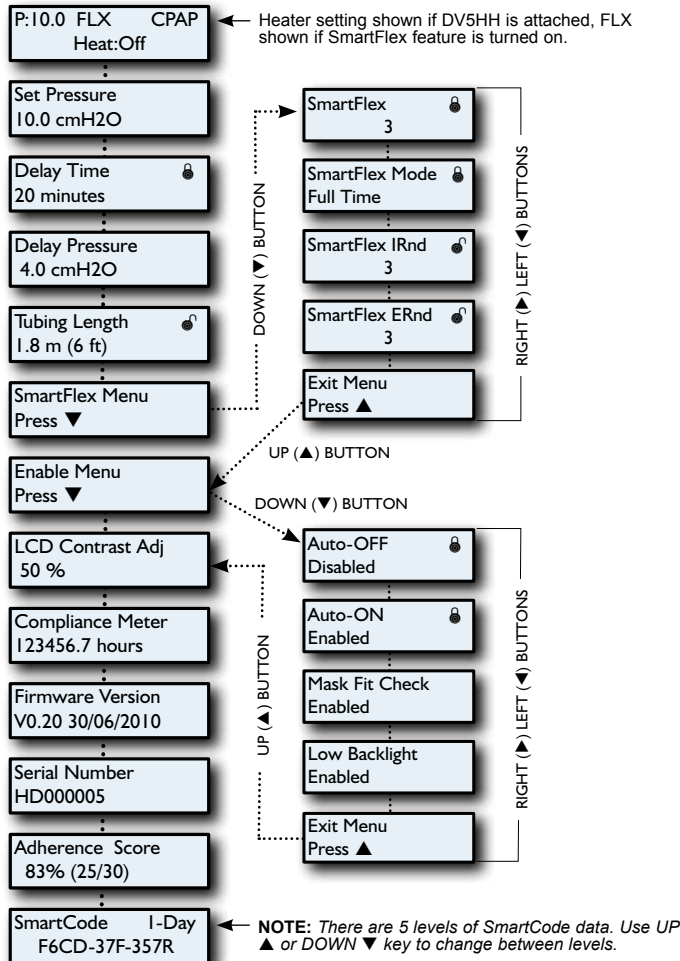 P:10.0 FLX CPAP
Heat:Off
Heater setting shown if DV5HH is attached, FLX
shown if SmartFlex feature is turned on.
Set Pressure
10.0 cmH2O
Delay Time
20 minutes
Delay Pressure
4.0 cmH2O
Tubing Length
1.8 m (6 ft)
SmartFlex Menu
Press ▼
DOWN (▼) BUTTON
SmartFlex
3
SmartFlex Mode
Full Time
SmartFlex IRnd
3
SmartFlex ERnd
3
Exit Menu
Press ▲
RIGHT (▲) LEFT (▼) BUTTONS
UP (▲) BUTTON
Enable Menu
Press ▼
DOWN (▼) BUTTON
Auto-OFF
Disabled
Auto-ON
Enabled
Mask Fit Check
Enabled
Low Backlight
Enabled
Exit Menu
Press ▲
RIGHT (▲) LEFT (▼) BUTTONS
UP (▲) BUTTON
LCD Contrast Adj
50 %
Compliance Meter
123456.7 hours
Firmware Version
V0.20 30/06/2010
Serial Number
HD000005
Adherence Score
83% (25/30)
SmartCode 1-Day
F6CD-37F-357R
NOTE: There are 5 levels of SmartCode data. Use UP
▲ or DOWN ▼ key to change between levels.